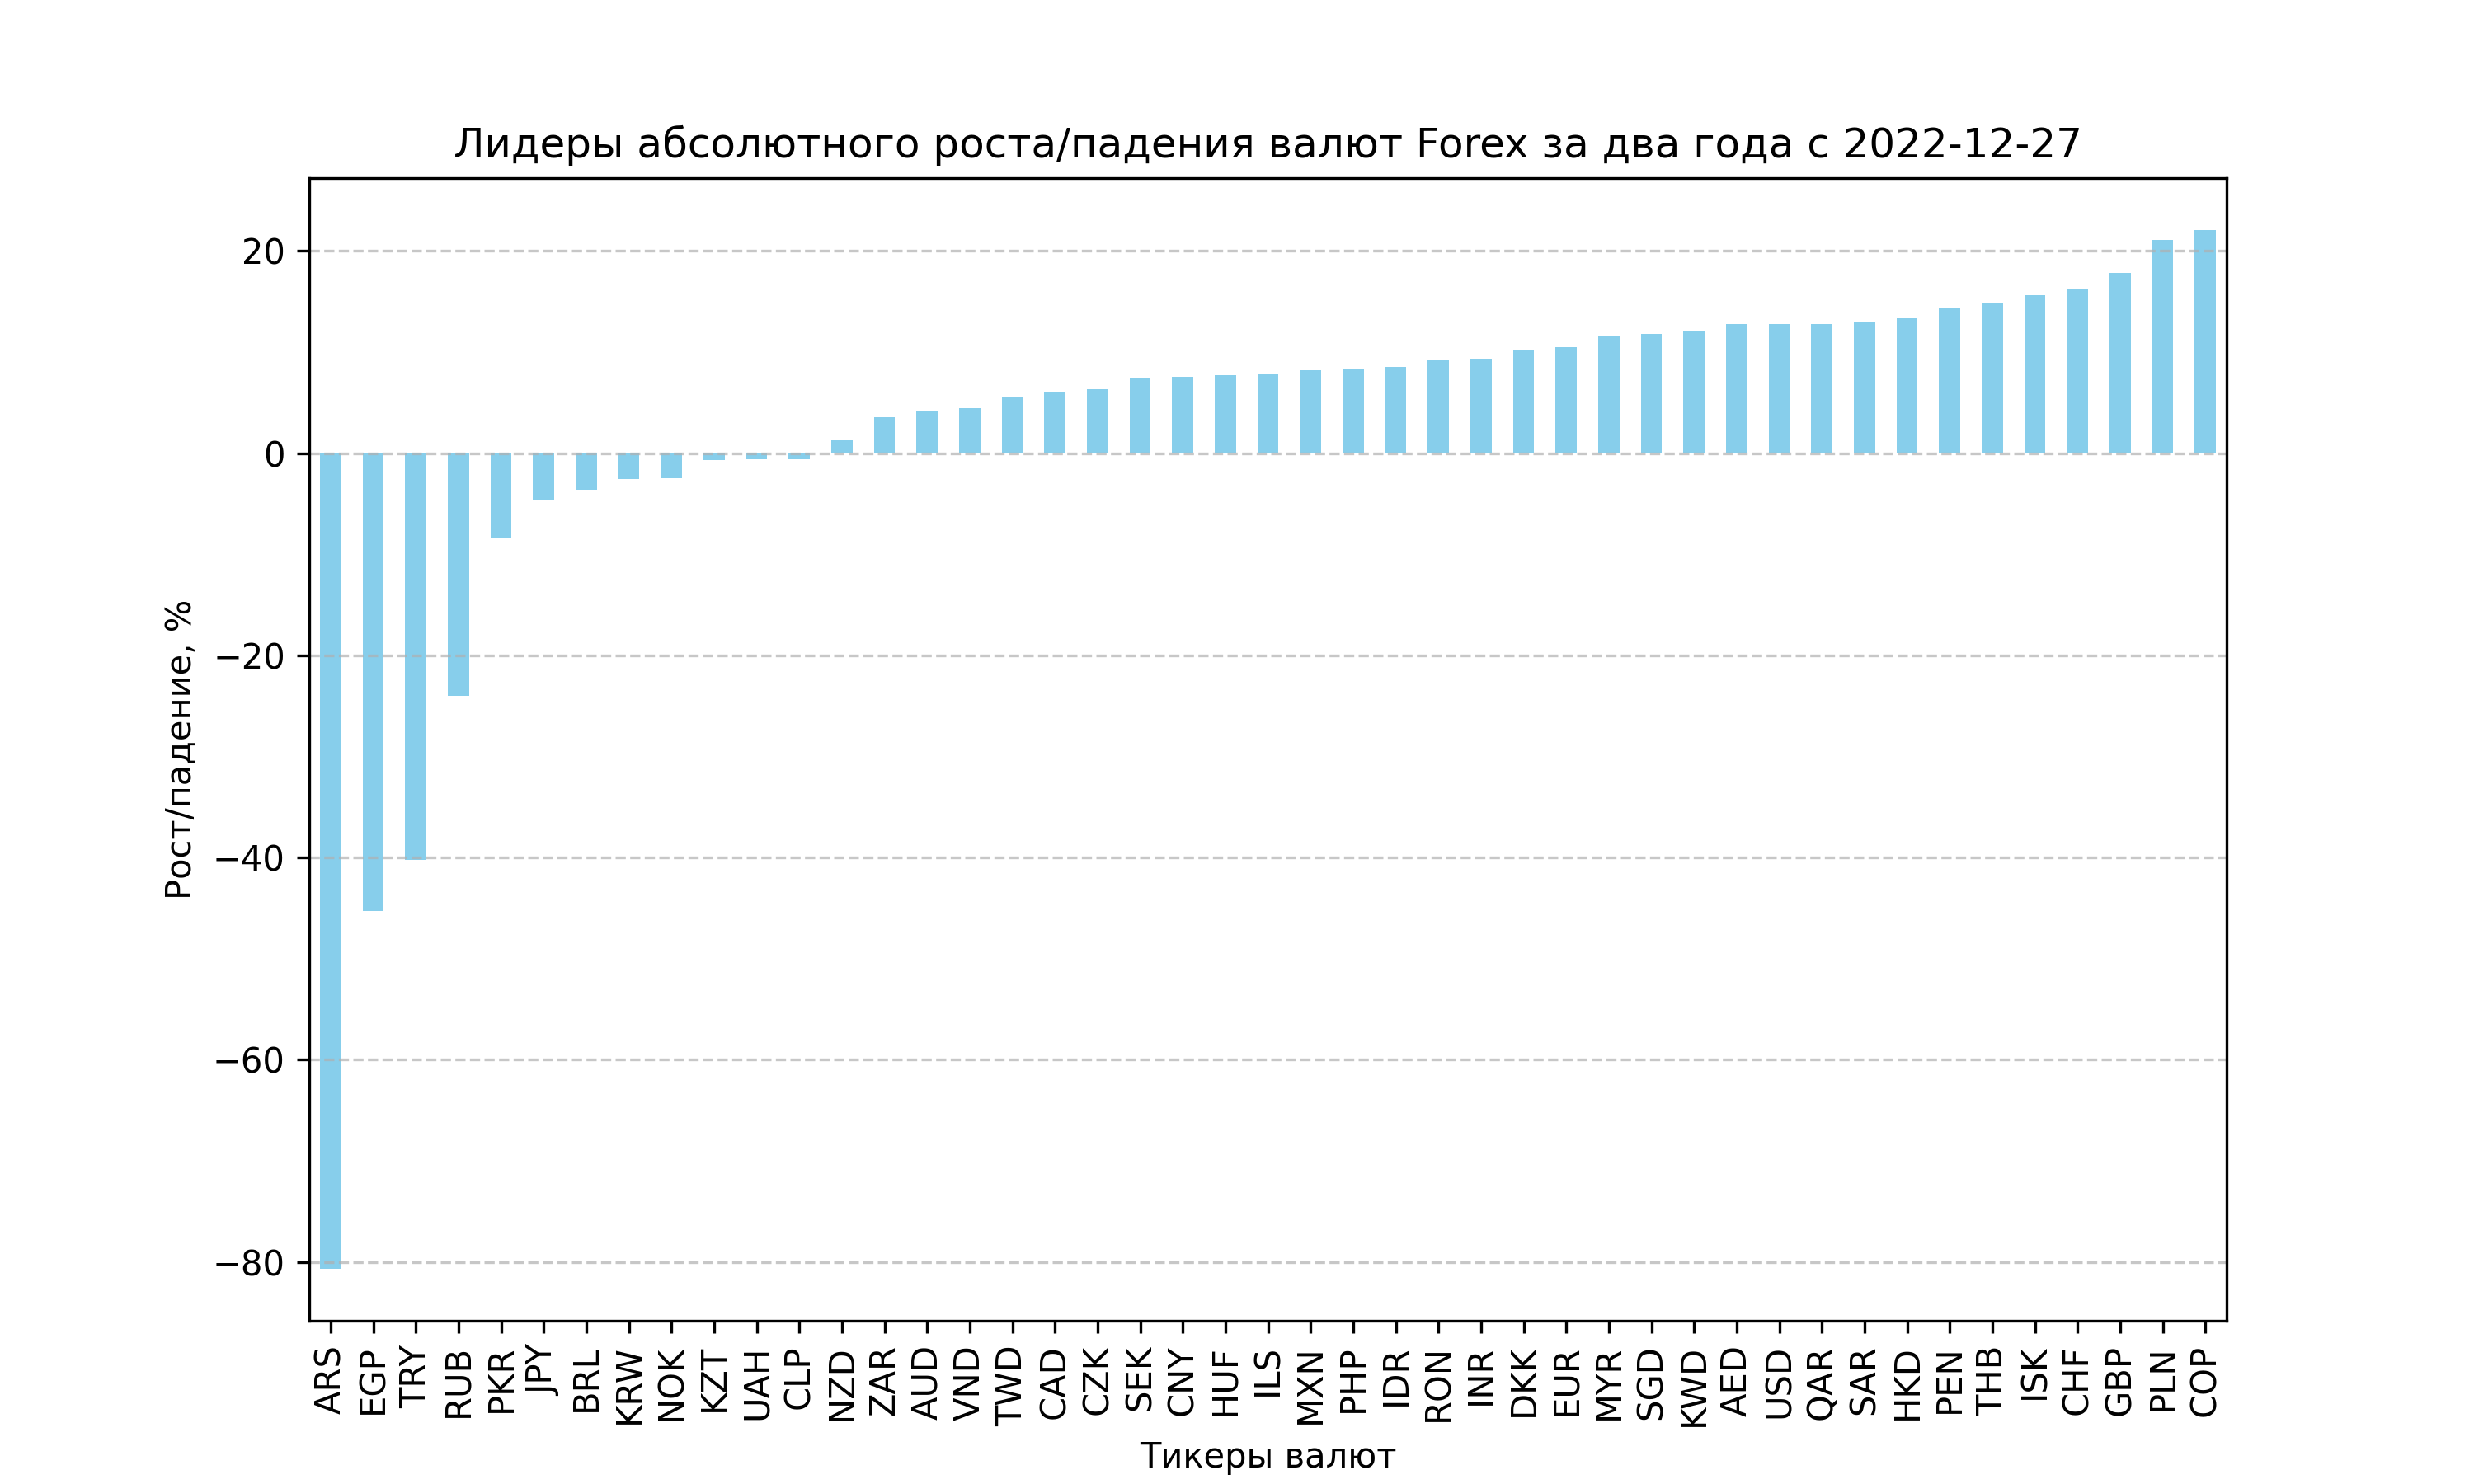 Лидеры абсолютного роста/падения валют Forex за два года с 2022-12-27
Рост/падение, %
20
0
−20
−40
−60
−80
ARS
EGP
TRY
RUB
PKR
JPY
BRL
KRW
NOK
KZT
UAH
CLP
NZD
ZAR
AUD
VND
TWD
CAD
CZK
SEK
CNY
HUF
ILS
MXN
PHP
IDR
RON
INR
DKK
EUR
MYR
SGD
KWD
AED
USD
QAR
SAR
HKD
PEN
THB
ISK
CHF
GBP
PLN
COP
Тикеры валют